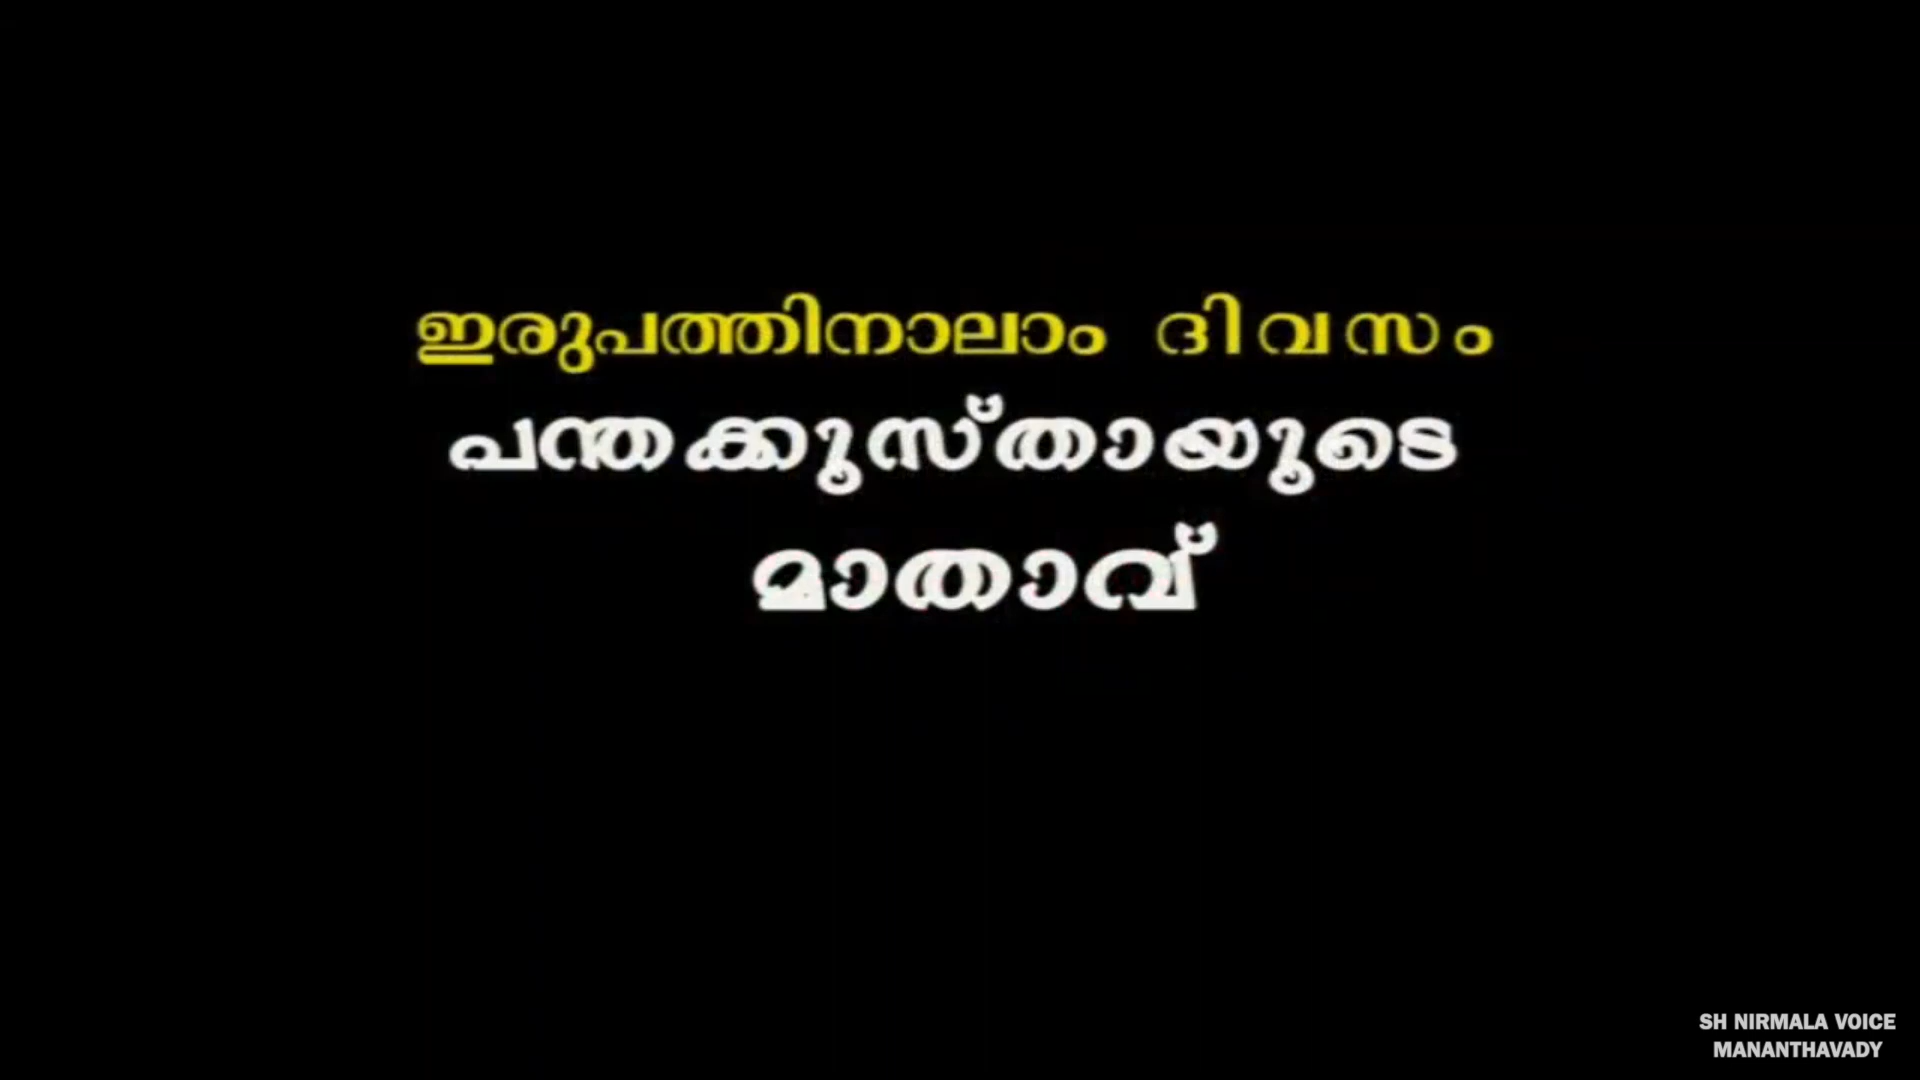 ഇരുപത്തിനാലാം ദിവസം
പന്തക്കൂസ്തായൂടെ
മാതാവ്
SH NIRMALA VOICE
MANANTHAVADY